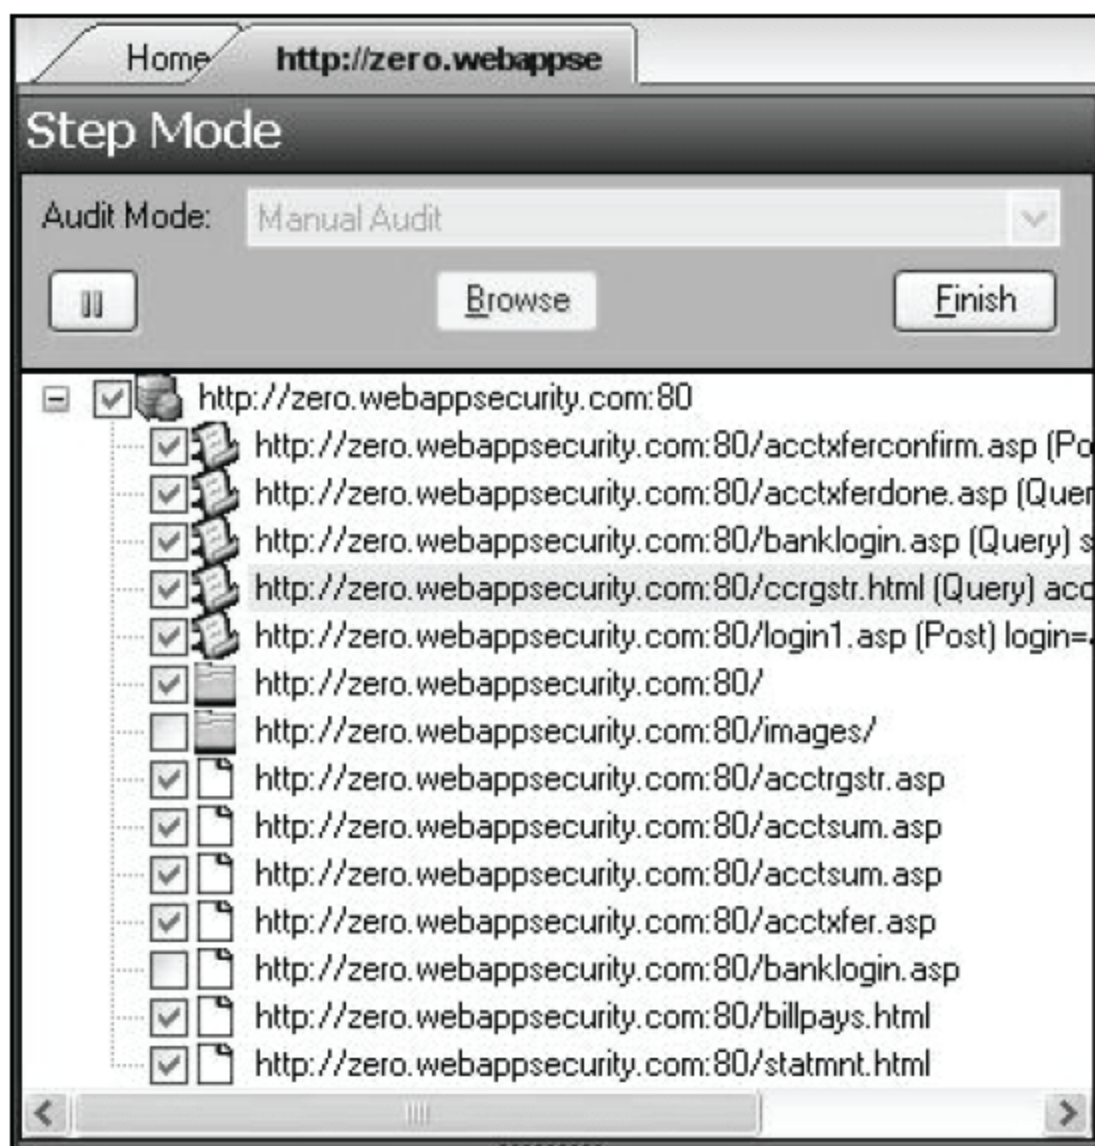 Home http://zero.webappse
Step Mode
Audit Mode: Manual Audit
Browse Finish
http://zero.webappsecurity.com:80
http://zero.webappsecurity.com:80/acctxferconfirm.asp (Po
http://zero.webappsecurity.com:80/acctxferdone.asp (Quer
http://zero.webappsecurity.com:80/banklogin.asp (Query) s
http://zero.webappsecurity.com:80/ccrgstr.html (Query) acc
http://zero.webappsecurity.com:80/login1.asp (Post) login=
http://zero.webappsecurity.com:80/
http://zero.webappsecurity.com:80/images/
http://zero.webappsecurity.com:80/acctrgstr.asp
http://zero.webappsecurity.com:80/acctsum.asp
http://zero.webappsecurity.com:80/acctsum.asp
http://zero.webappsecurity.com:80/acctxfer.asp
http://zero.webappsecurity.com:80/banklogin.asp
http://zero.webappsecurity.com:80/billpays.html
http://zero.webappsecurity.com:80/statmnt.html